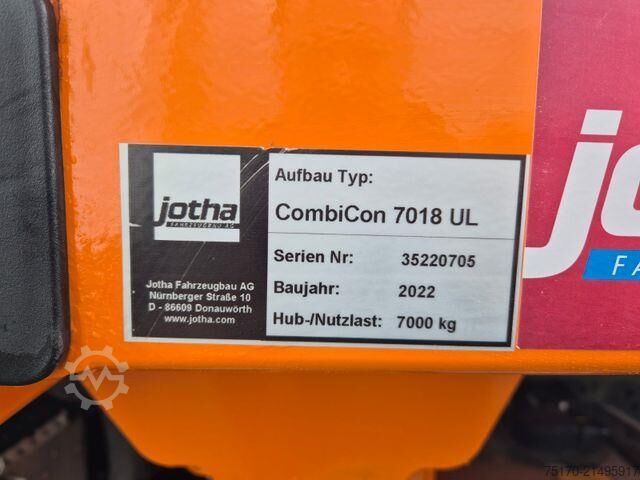 jotha
FAHRZEUGBAU AG
Jotha Fahrzeugbau AG
Nürnberger Straße 10
D - 86609 Donauwörth
www.jotha.com
Aufbau Typ:
CombiCon 7018 UL
Serien Nr: 35220705
Baujahr: 2022
Hub-/Nutzlast: 7000 kg
jo
FA
75170-21495917